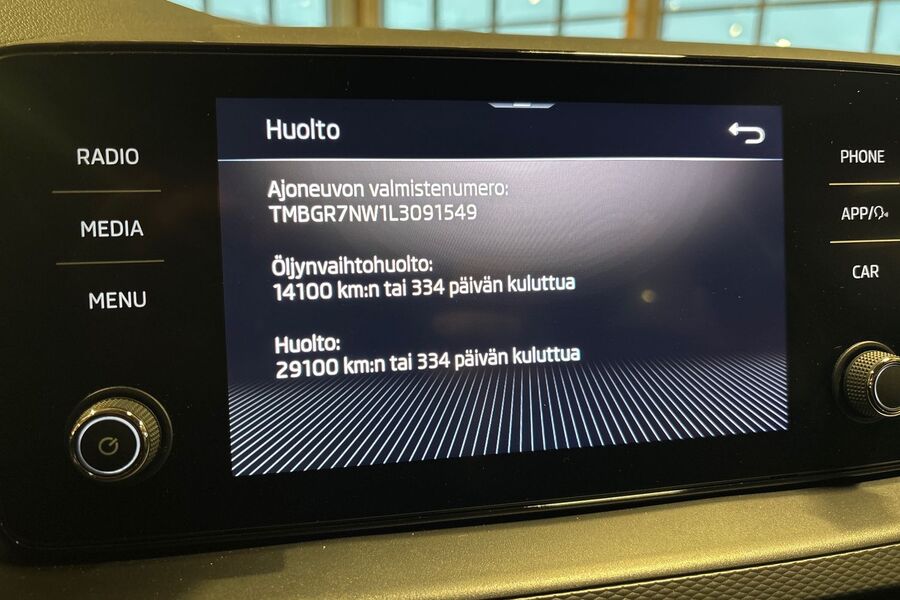 Huolto
RADIO
MEDIA
MENU
Ajoneuvon valmistenumero:
TMBGR7NW1L3091549
Öljynvaihtohuolto:
14100 km:n tai 334 päivän kuluttua
Huolto:
29100 km:n tai 334 päivän kuluttua
PHONE
APP/
CAR